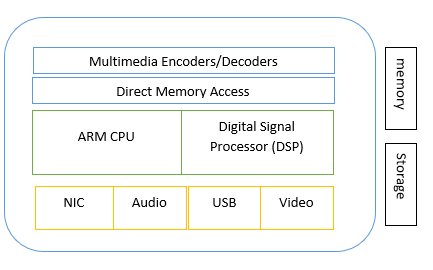 Multimedia Encoders/Decoders
Direct Memory Access
ARM CPU
Digital Signal
Processor (DSP)
NIC
Audio
USB
Video
memory
Storage